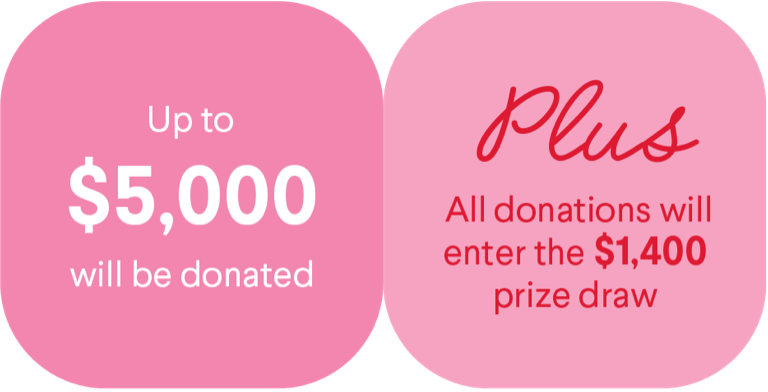 Up to
$5,000
will be donated
Plus
All donations will
enter the $1,400
prize draw